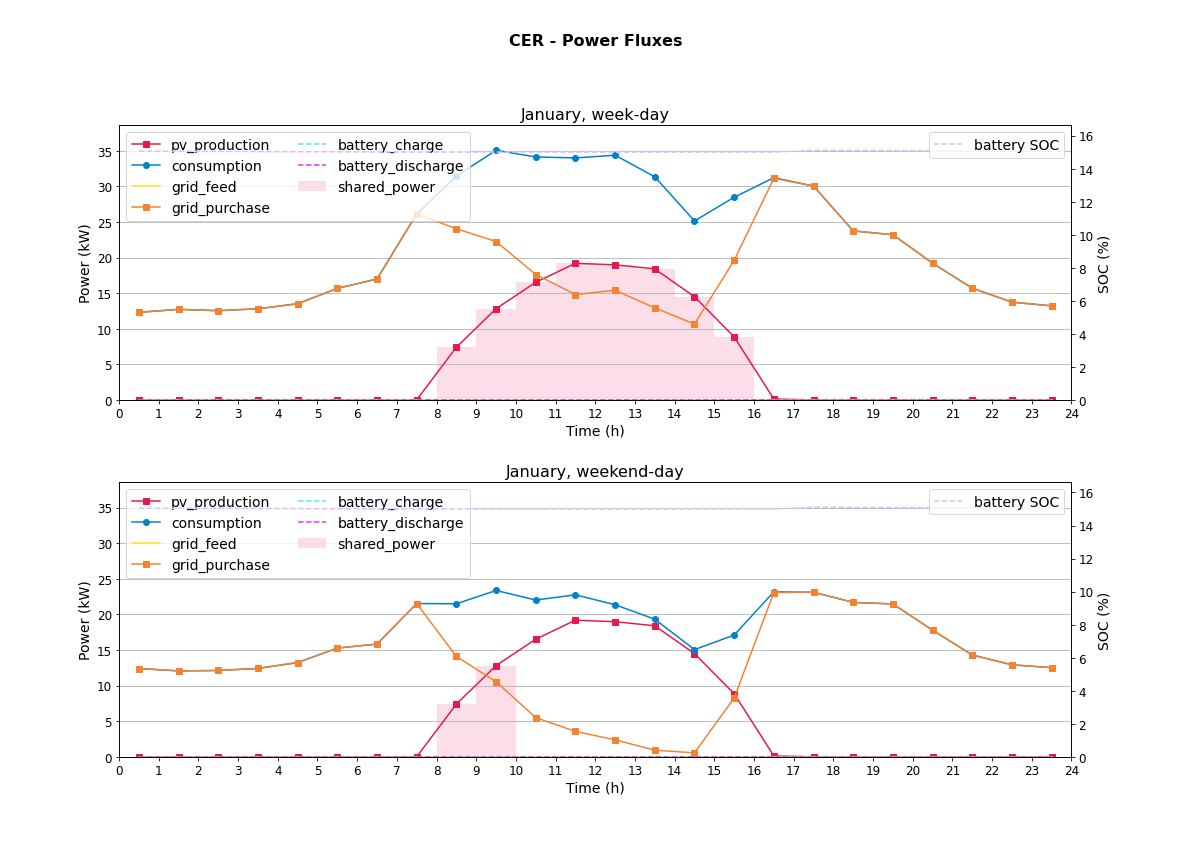 CER - Power Fluxes
January, week-day
pv_production
consumption
grid_feed
grid_purchase
battery_charge
battery_discharge
shared_power
battery SOC
Power (kW)
35
30
25
20
15
10
5
0
SOC (%)
16
14
12
10
8
6
4
2
0
0 1 2 3 4 5 6 7 8 9 10 11 12 13 14 15 16 17 18 19 20 21 22 23 24
Time (h)
January, weekend-day
pv_production
consumption
grid_feed
grid_purchase
battery_charge
battery_discharge
shared_power
battery SOC
Power (kW)
35
30
25
20
15
10
5
0
SOC (%)
16
14
12
10
8
6
4
2
0
0 1 2 3 4 5 6 7 8 9 10 11 12 13 14 15 16 17 18 19 20 21 22 23 24
Time (h)